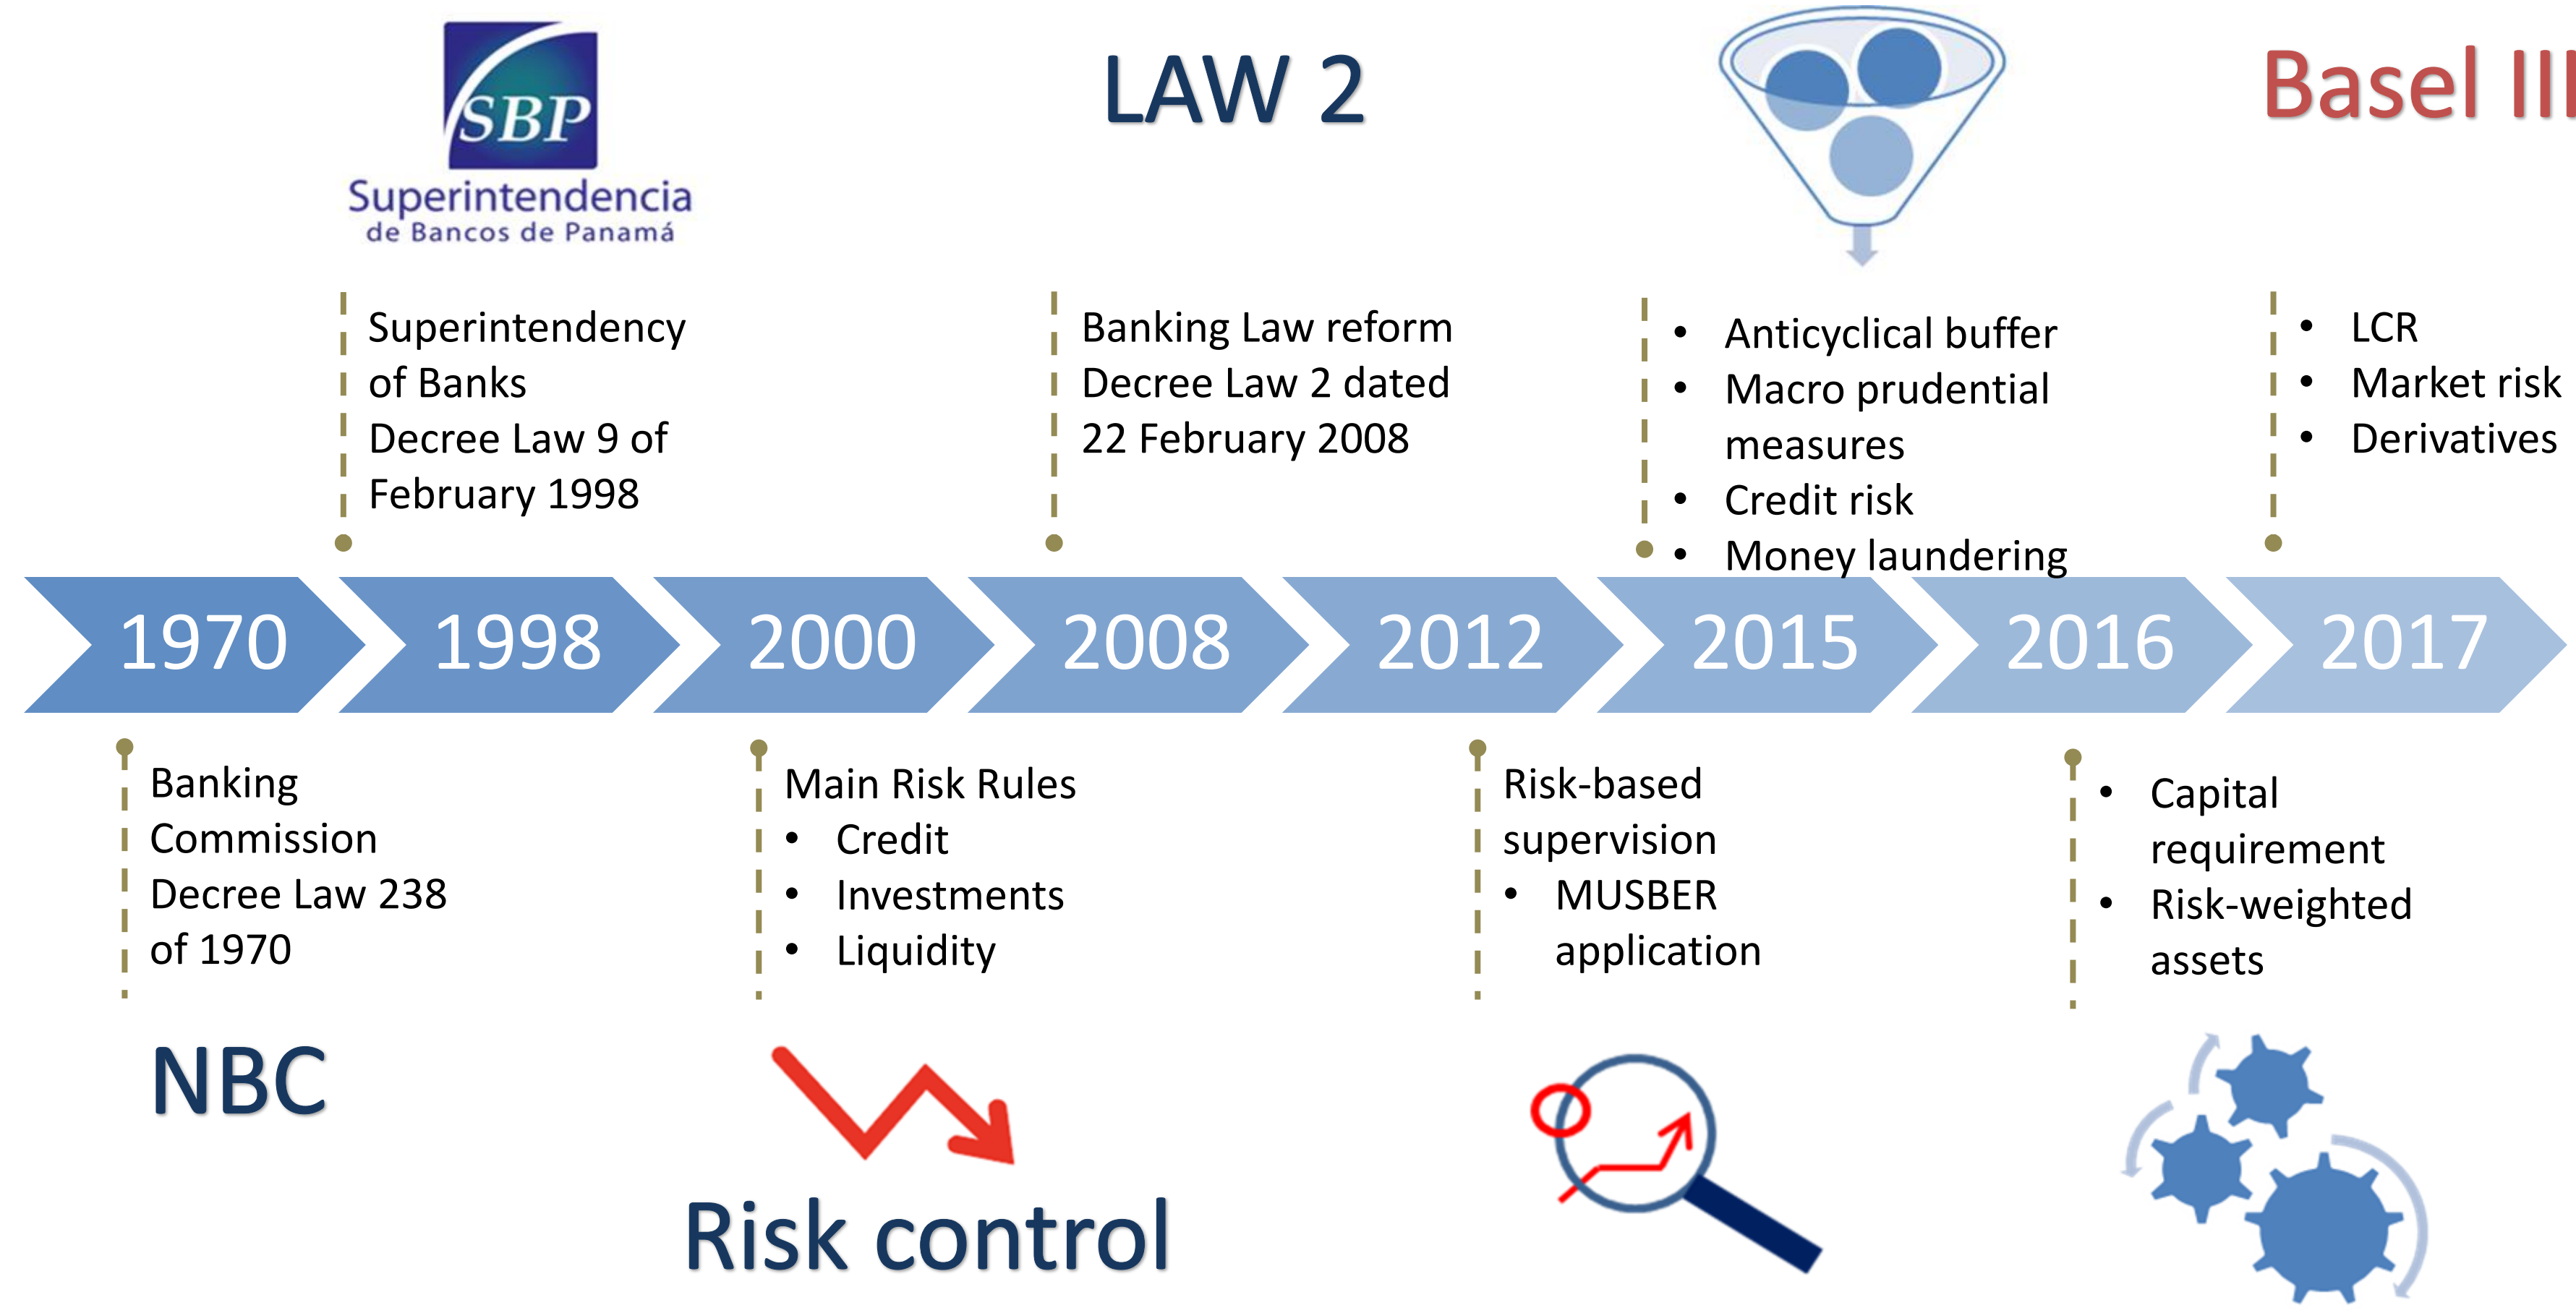 SBP
Superintendencia
de Bancos de Panamá
LAW 2
Basel III
Superintendency
of Banks
Decree Law 9 of
February 1998
Banking Law reform
Decree Law 2 dated
22 February 2008
• Anticyclical buffer
• Macro prudential
measures
• Credit risk
• Money laundering
• LCR
• Market risk
• Derivatives
1970
1998
2000
2008
2012
2015
2016
2017
Banking
Commission
Decree Law 238
of 1970
NBC
Main Risk Rules
• Credit
• Investments
• Liquidity
Risk control
Risk-based
supervision
• MUSBER
application
• Capital
requirement
• Risk-weighted
assets